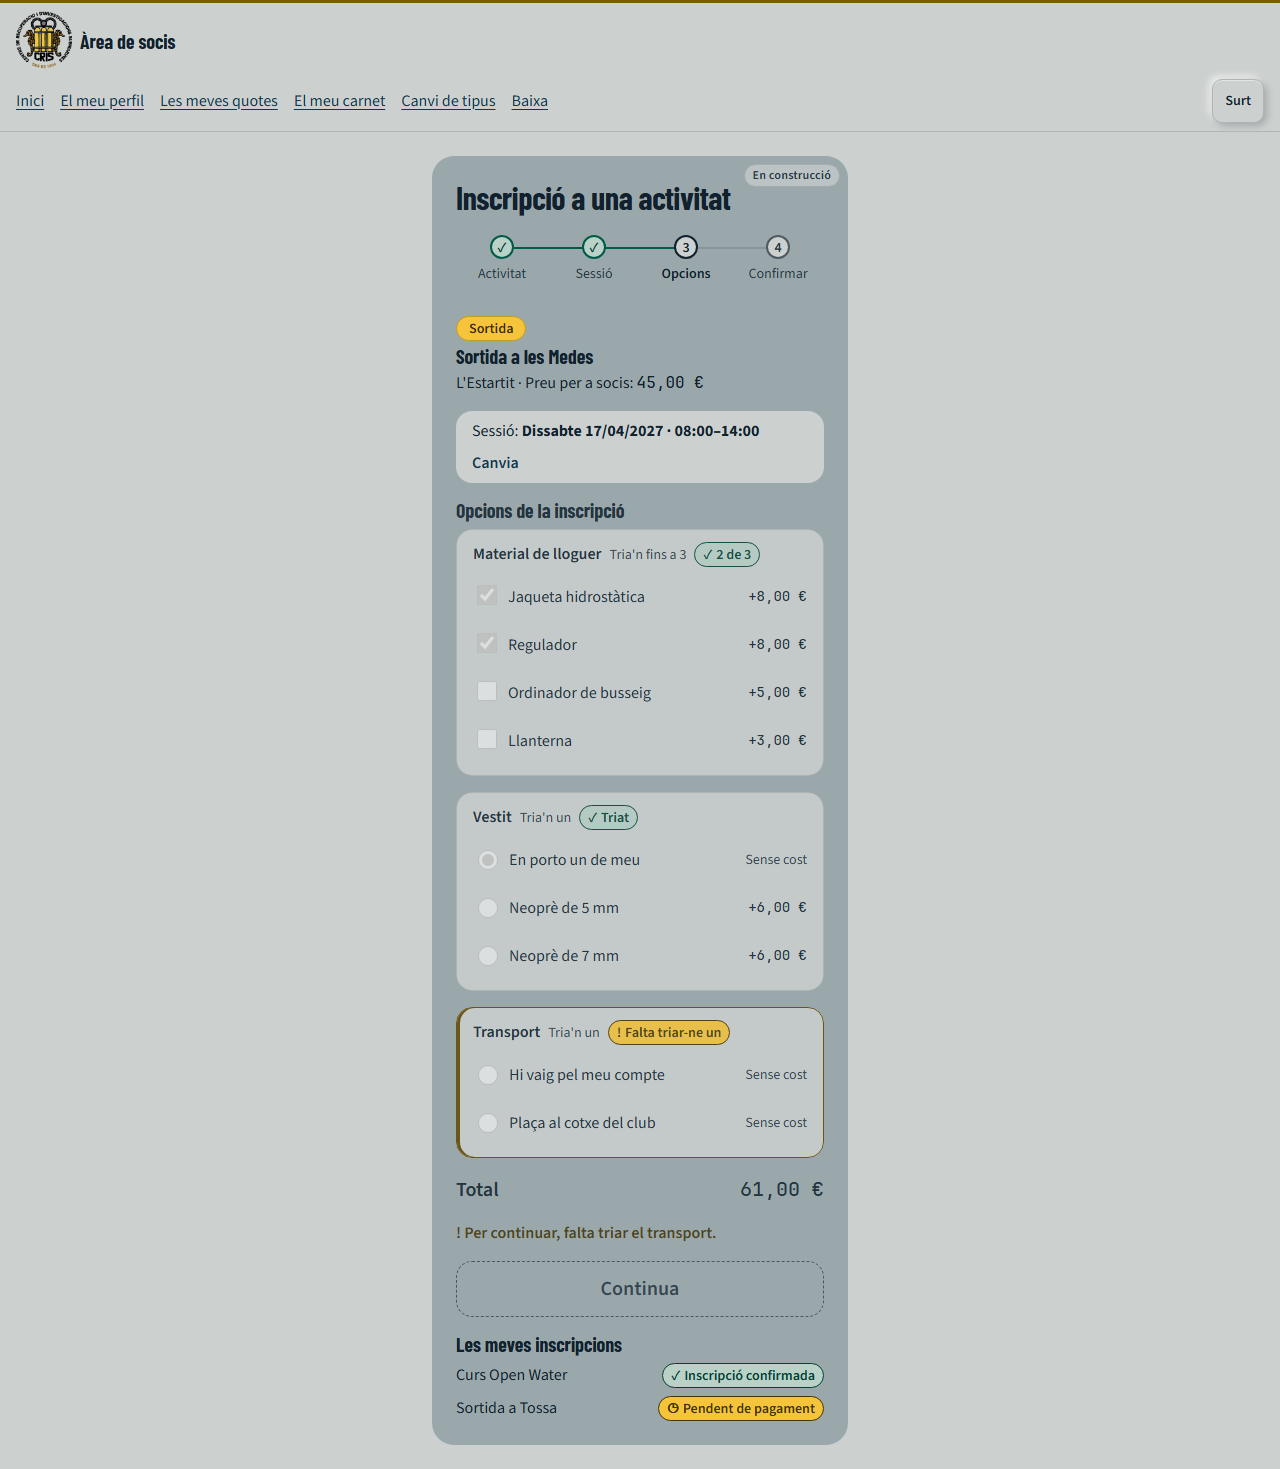 CRIS
Àrea de socis
Inici El meu perfil Les meves quotes El meu carnet Canvi de tipus Baixa
Surt
En construcció
Inscripció a una activitat
✓ ✓ 3 4
Activitat Sessió Opcions Confirmar
Sortida
Sortida a les Medes
L'Estartit · Preu per a socis: 45,00 €
Sessió: Dissabte 17/04/2027 · 08:00–14:00
Canvia
Opcions de la inscripció
Material de lloguer Tria'n fins a 3 ✓ 2 de 3
Jaqueta hidrostàtica +8,00 €
Regulador +8,00 €
Ordinador de busseig +5,00 €
Llanterna +3,00 €
Vestit Tria'n un ✓ Triat
En porto un de meu Sense cost
Neoprè de 5 mm +6,00 €
Neoprè de 7 mm +6,00 €
Transport Tria'n un ! Falta triar-ne un
Hi vaig pel meu compte Sense cost
Plaça al cotxe del club Sense cost
Total 61,00 €
! Per continuar, falta triar el transport.
Continua
Les meves inscripcions
Curs Open Water ✓ Inscripció confirmada
Sortida a Tossa Pendent de pagament